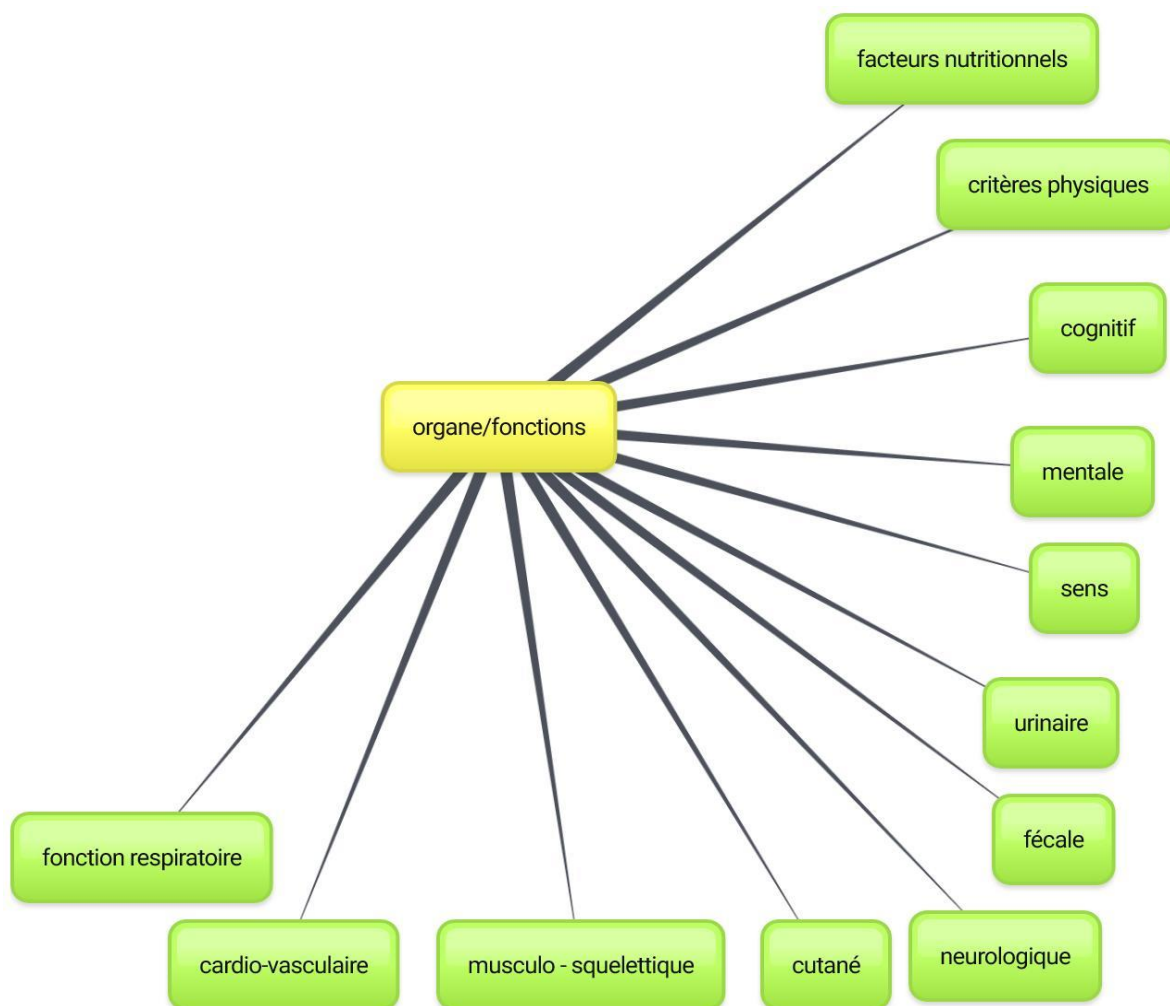 facteurs nutritionnels
critères physiques
cognitif
organe/fonctions
mentale
sens
urinaire
fécale
fonction respiratoire
cardio-vasculaire
musculo - squelettique
cutané
neurologique